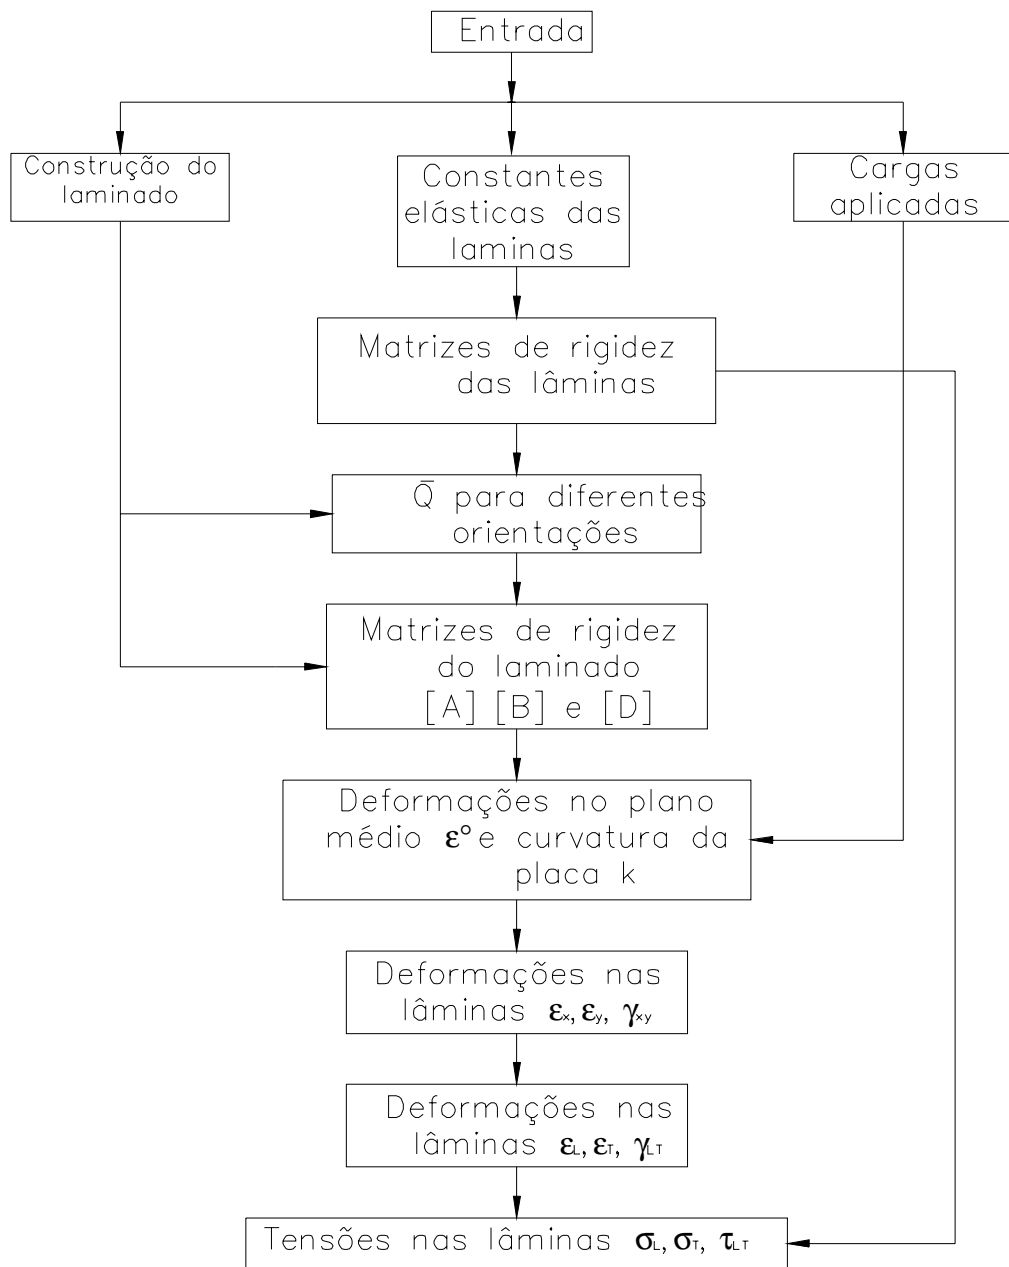 Entrada
Construção do
laminado
Constantes
elásticas das
laminas
Cargas
aplicadas
Matrizes de rigidez
das lâminas
Q̄ para diferentes
orientações
Matrizes de rigidez
do laminado
[A] [B] e [D]
Deformações no plano
médio ε° e curvatura da
placa k
Deformações nas
lâminas εx, εy, γxy
Deformações nas
lâminas εL, εT, γLT
Tensões nas lâminas σL, σT, τLT